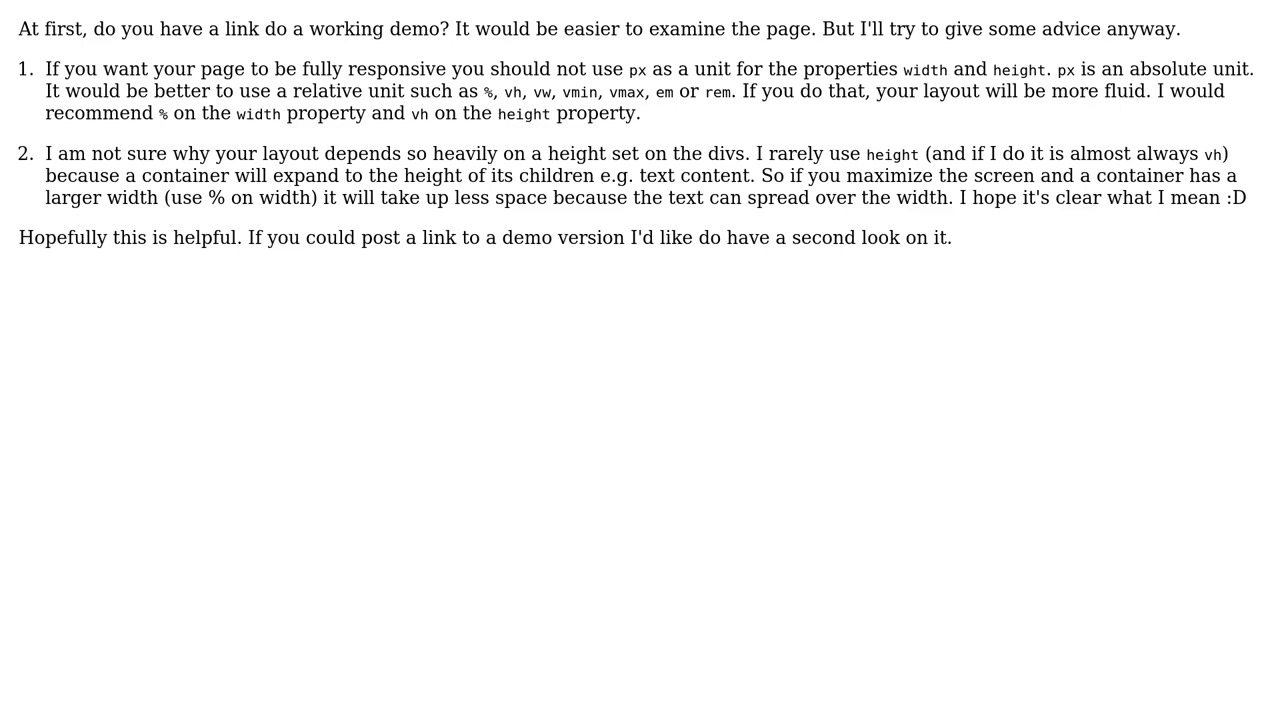 At first, do you have a link do a working demo? It would be easier to examine the page. But I'll try to give some advice anyway.
1. If you want your page to be fully responsive you should not use px as a unit for the properties width and height. px is an absolute unit.
It would be better to use a relative unit such as %, vh, vw, vmin, vmax, em or rem. If you do that, your layout will be more fluid. I would
recommend % on the width property and vh on the height property.
2. I am not sure why your layout depends so heavily on a height set on the divs. I rarely use height (and if I do it is almost always vh)
because a container will expand to the height of its children e.g. text content. So if you maximize the screen and a container has a
larger width (use % on width) it will take up less space because the text can spread over the width. I hope it's clear what I mean :D
Hopefully this is helpful. If you could post a link to a demo version I'd like do have a second look on it.